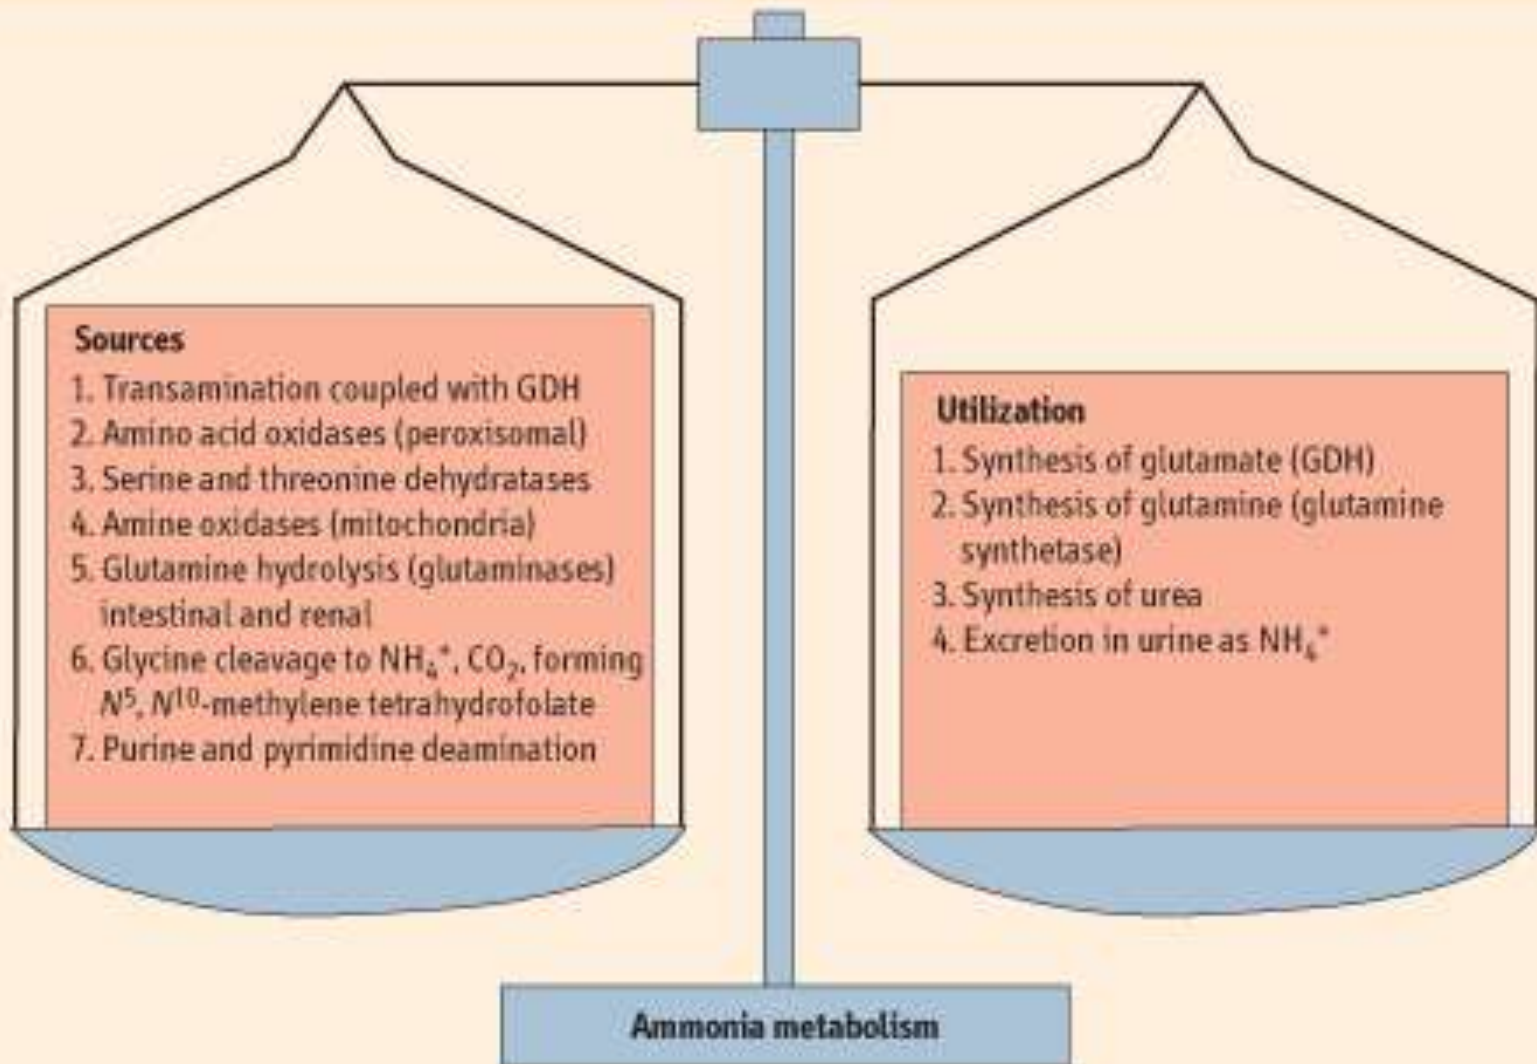 Sources
1. Transamination coupled with GDH
2. Amino acid oxidases (peroxisomal)
3. Serine and threonine dehydratases
4. Amine oxidases (mitochondria)
5. Glutamine hydrolysis (glutaminases)
intestinal and renal
6. Glycine cleavage to NH₄⁺, CO₂, forming
N⁵, N¹⁰-methylene tetrahydrofolate
7. Purine and pyrimidine deamination
Utilization
1. Synthesis of glutamate (GDH)
2. Synthesis of glutamine (glutamine
synthetase)
3. Synthesis of urea
4. Excretion in urine as NH₄⁺
Ammonia metabolism